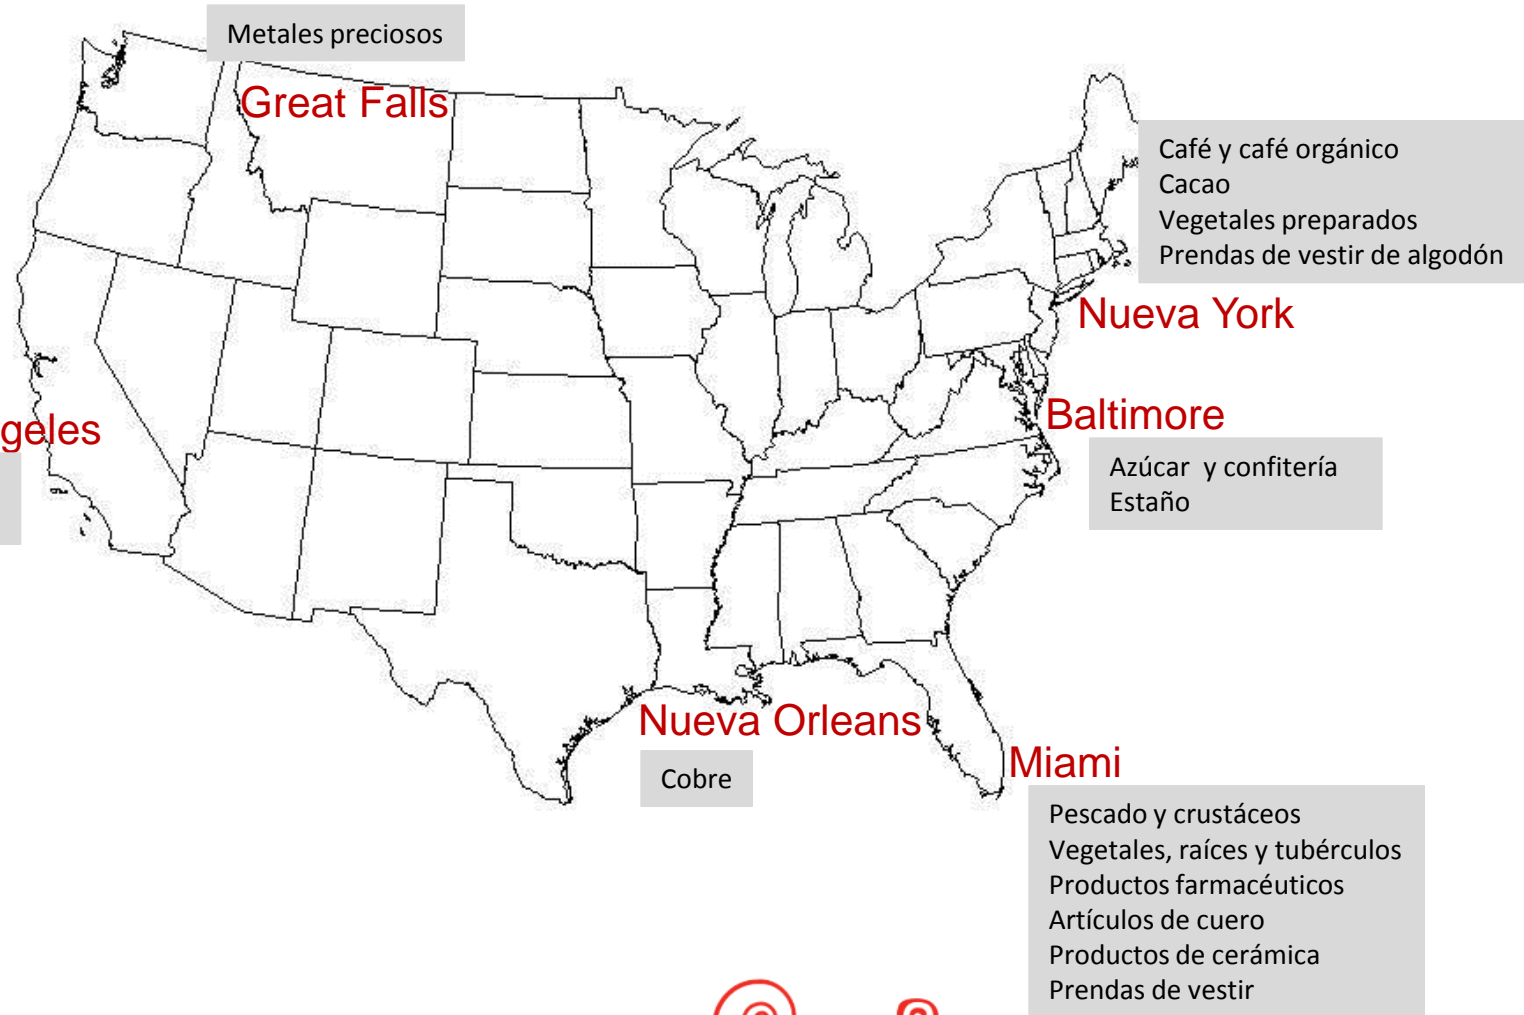 Metales preciosos
Great Falls
Café y café orgánico
Cacao
Vegetales preparados
Prendas de vestir de algodón
Nueva York
geles
Baltimore
Azúcar y confitería
Estaño
Nueva Orleans
Cobre
Miami
Pescado y crustáceos
Vegetales, raíces y tubérculos
Productos farmacéuticos
Artículos de cuero
Productos de cerámica
Prendas de vestir